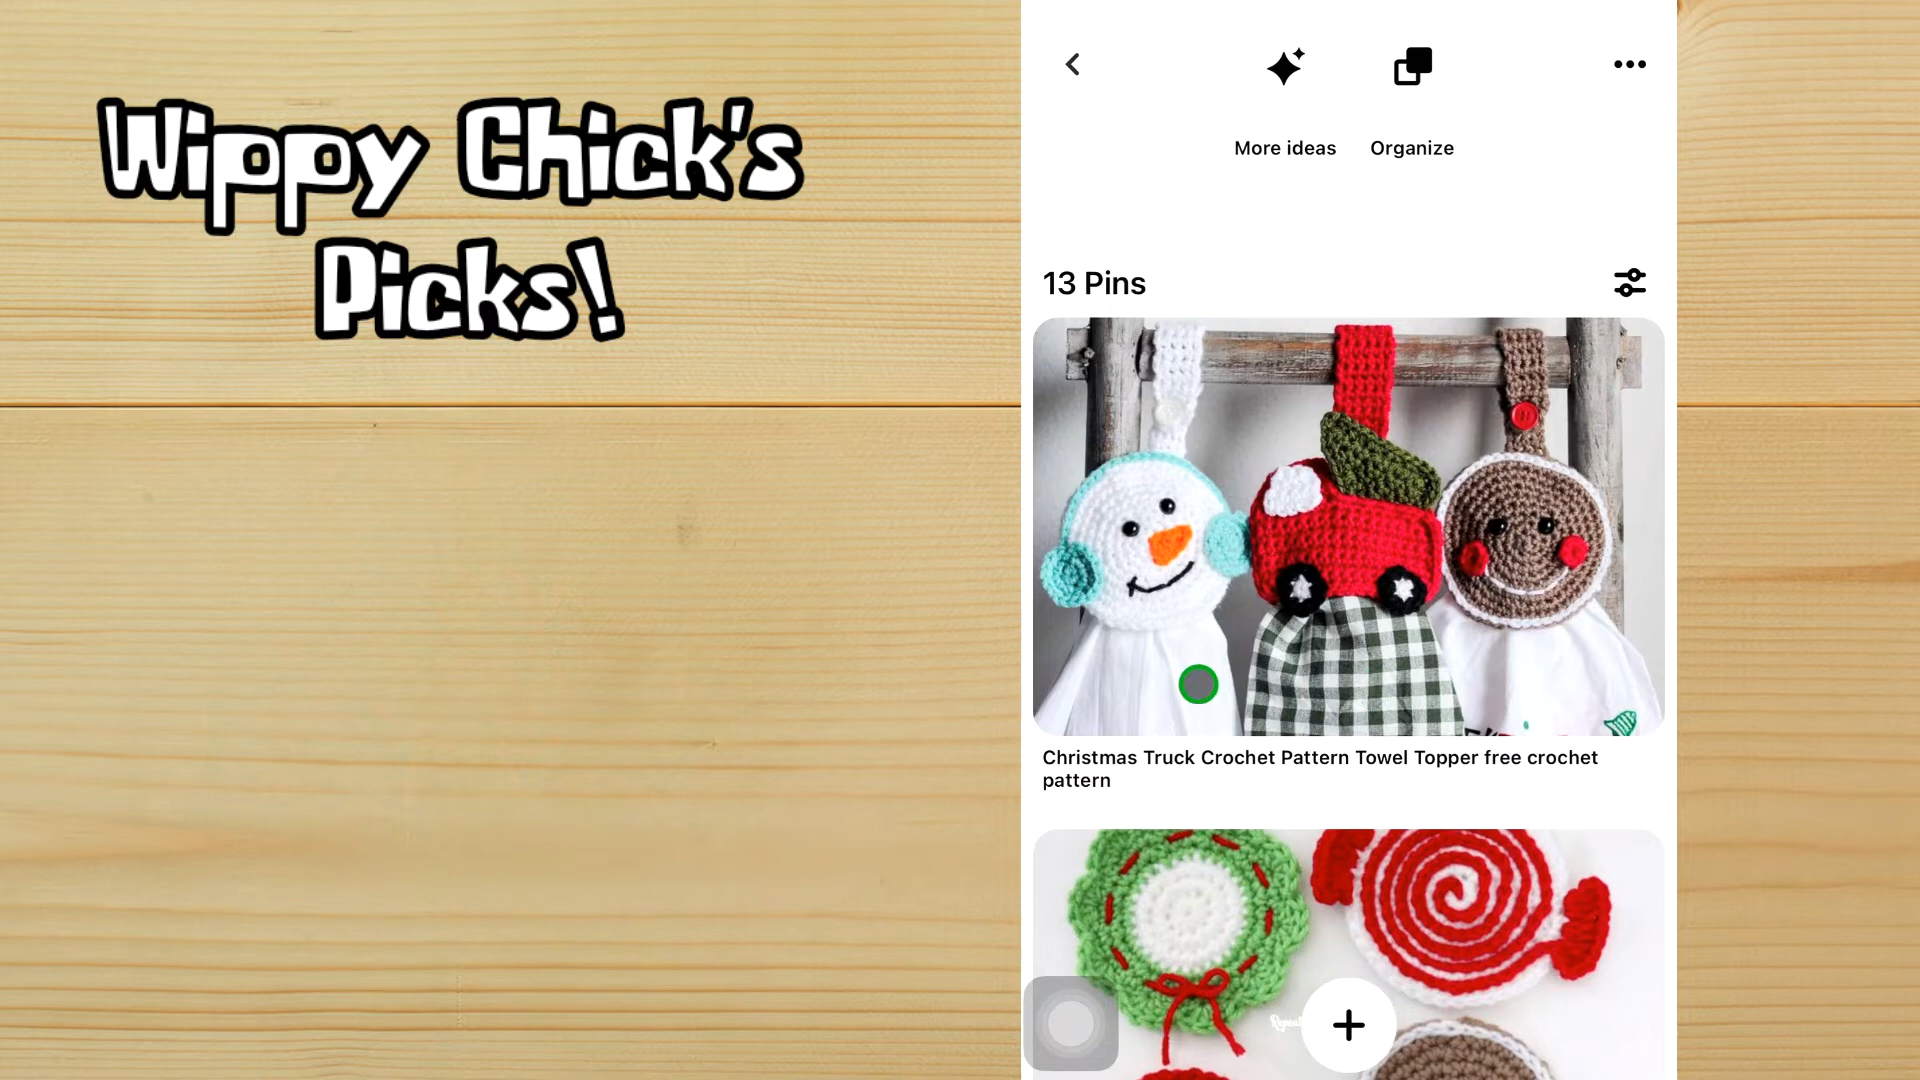 Wippy Chick's
Picks!
More ideas
Organize
13 Pins
Christmas Truck Crochet Pattern Towel Topper free crochet
pattern